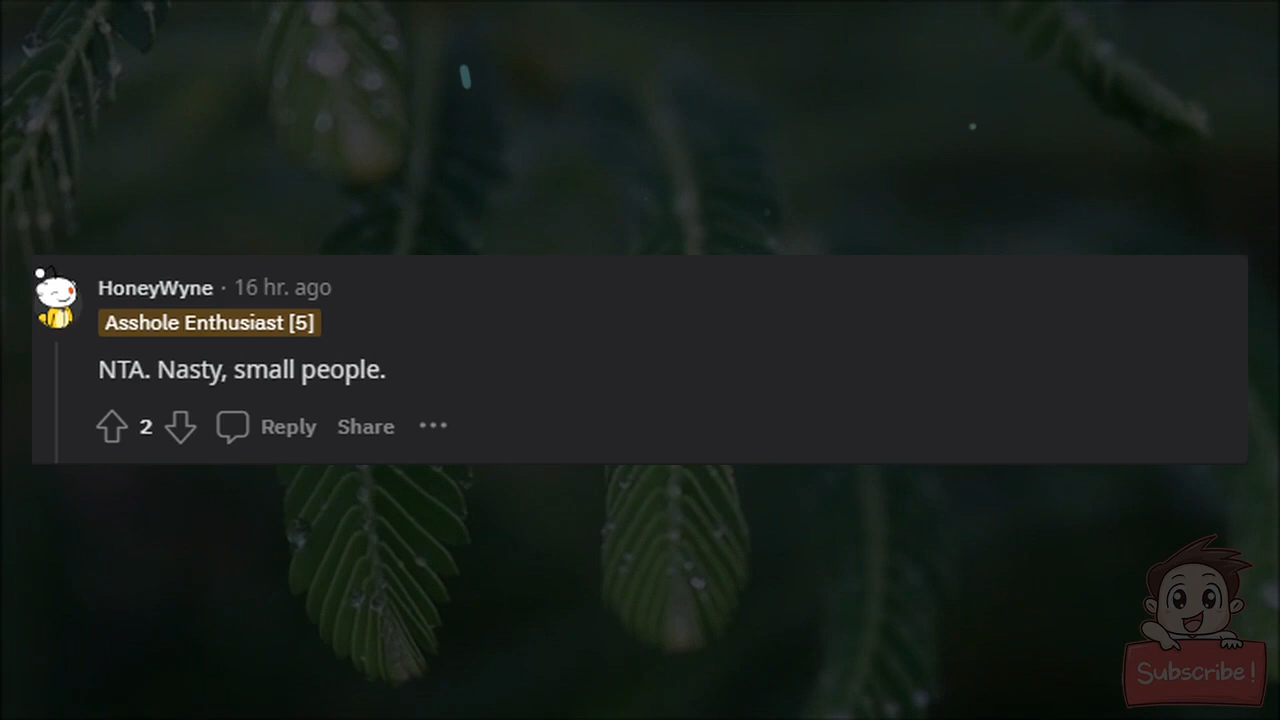 HoneyWyne · 16 hr. ago
Asshole Enthusiast [5]
NTA. Nasty, small people.
2 Reply Share ···
Subscribe!